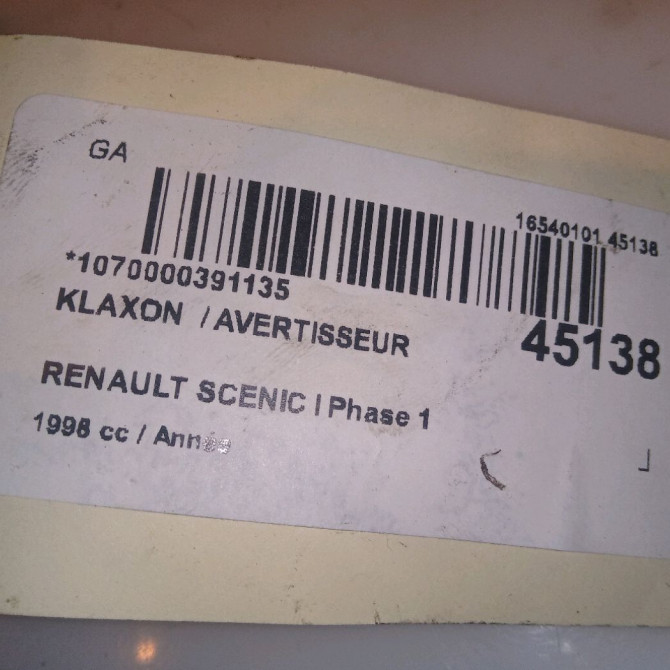 GA
16540101 45138
*1070000391135
KLAXON / AVERTISSEUR
45138
RENAULT SCENIC I Phase 1
1998 cc / Année